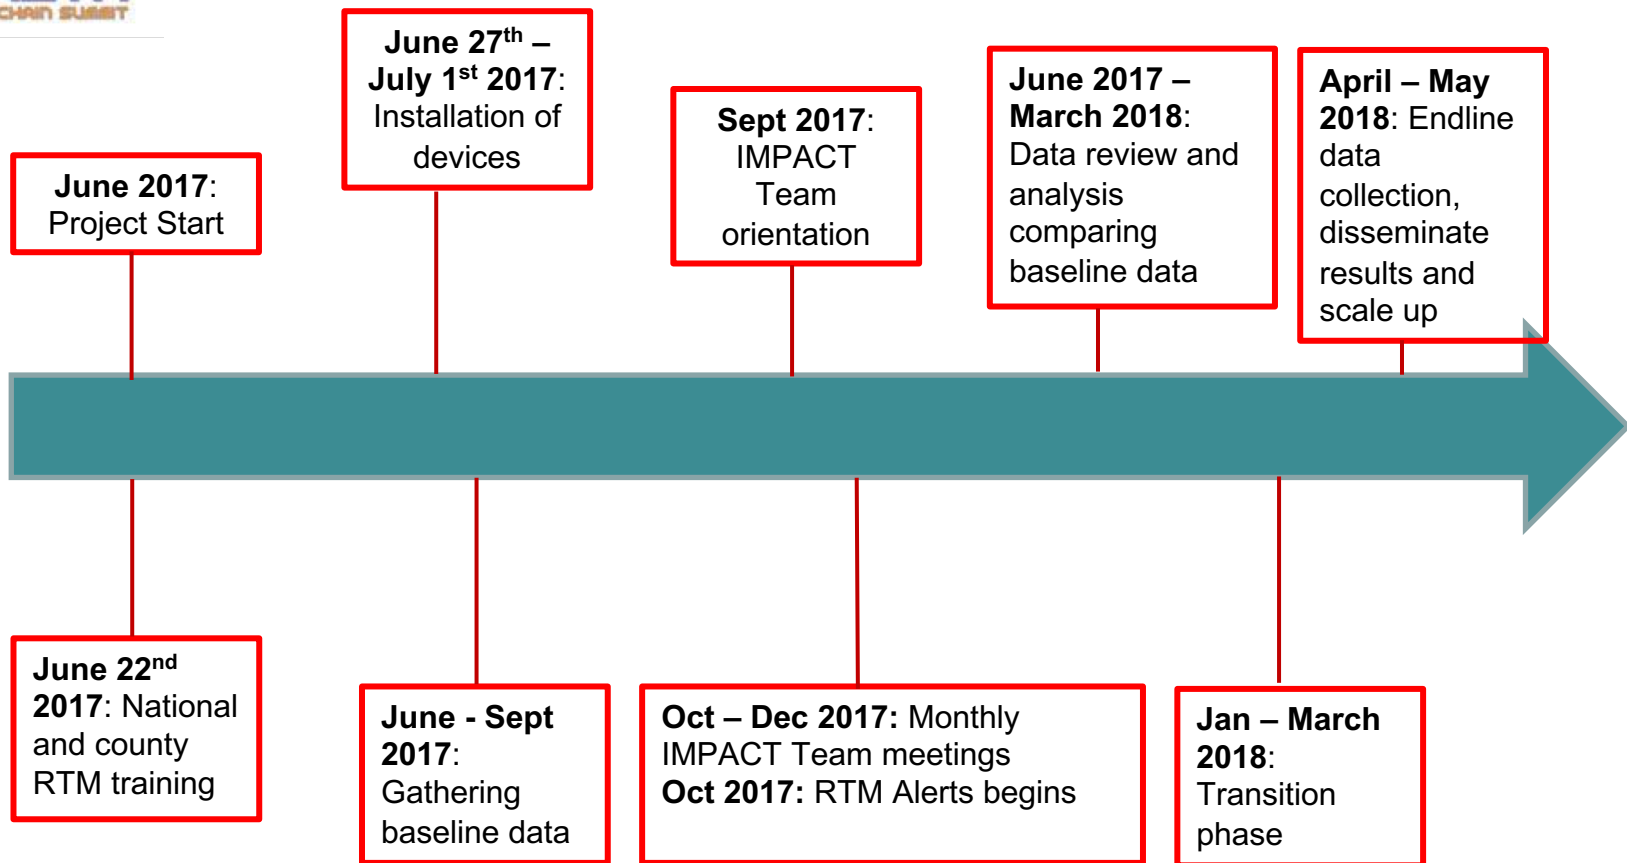 CHAIN SUMMIT
June 27th –
July 1st 2017:
Installation of
devices
June 2017 –
March 2018:
Data review and
analysis
comparing
baseline data
April – May
2018: Endline
data
collection,
disseminate
results and
scale up
Sept 2017:
IMPACT
Team
orientation
June 2017:
Project Start
June 22nd
2017: National
and county
RTM training
June - Sept
2017:
Gathering
baseline data
Oct – Dec 2017: Monthly
IMPACT Team meetings
Oct 2017: RTM Alerts begins
Jan – March
2018:
Transition
phase